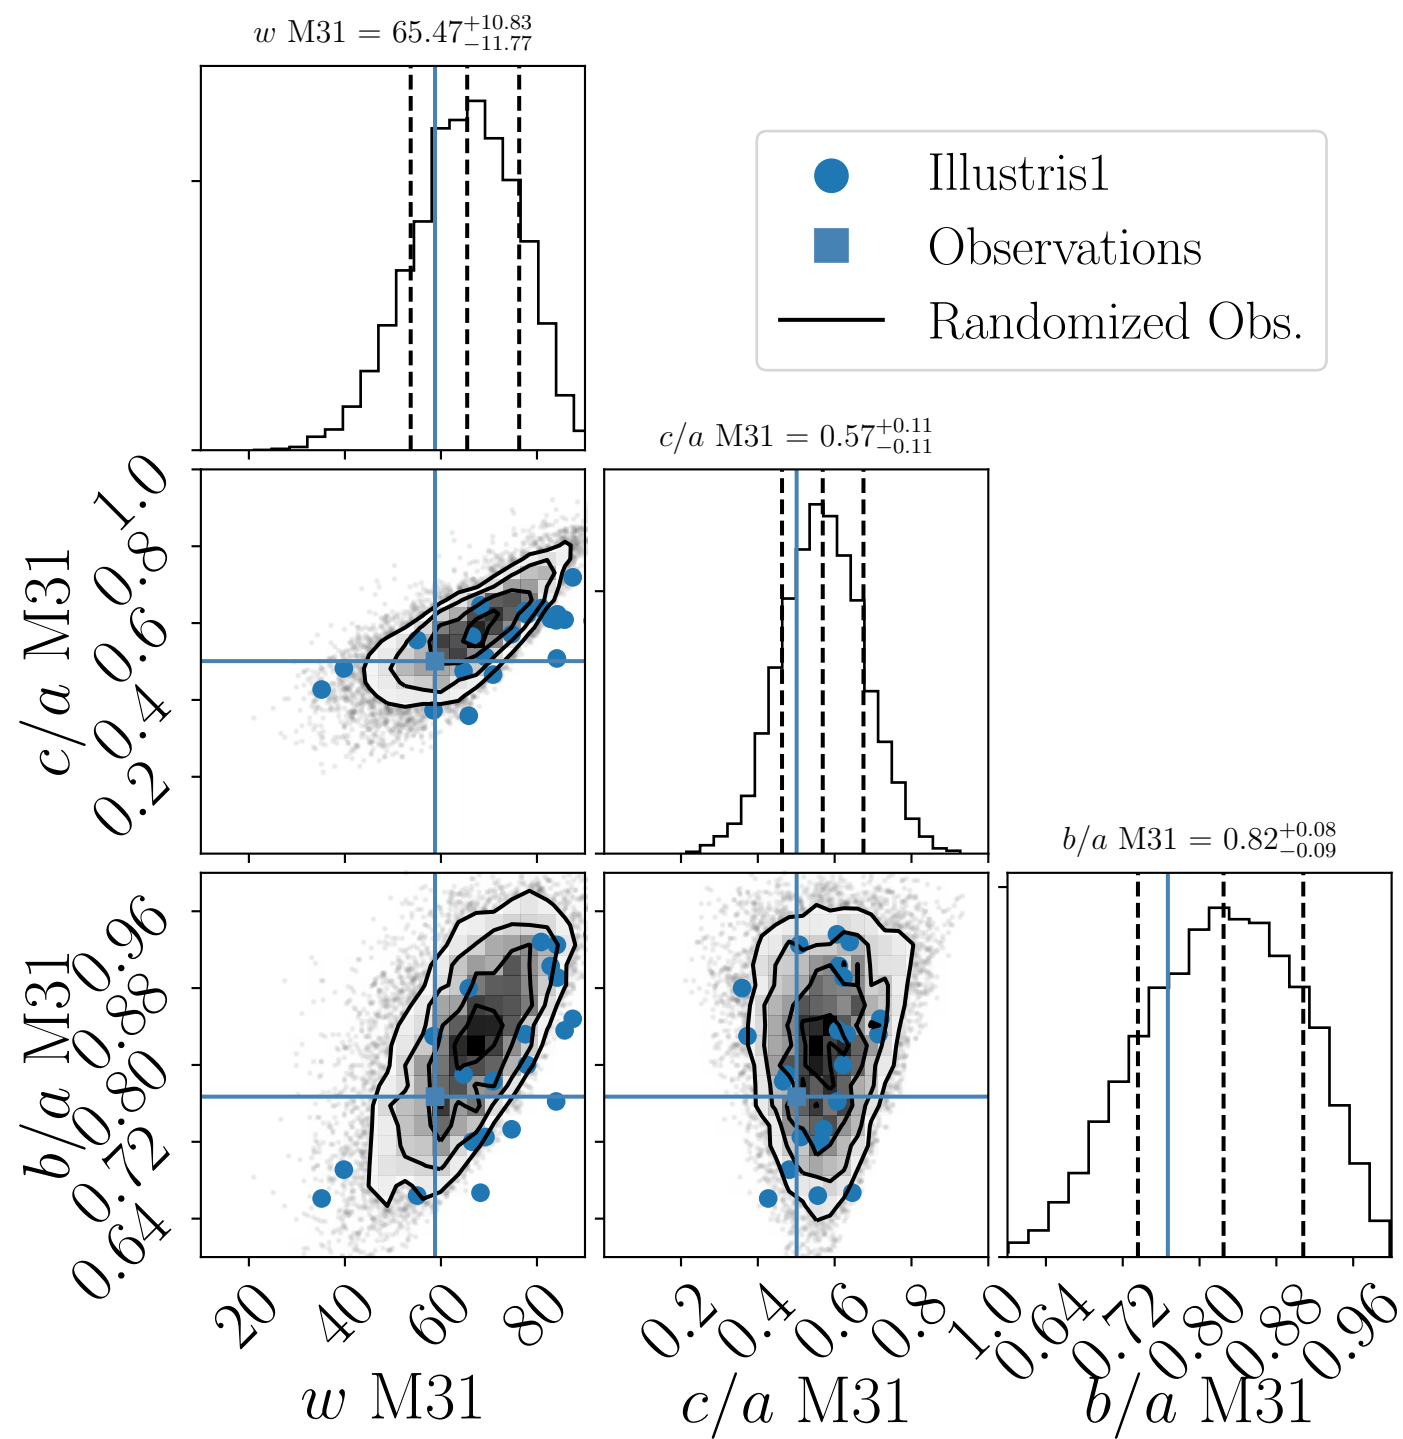 w M31 = 65.47+10.83 −11.77
Illustris1
Observations
Randomized Obs.
c/a M31 = 0.57+0.11 −0.11
1.0
0.8
0.6
0.4
0.2
c/a M31
b/a M31 = 0.82+0.08 −0.09
0.96
0.88
0.80
0.72
0.64
b/a M31
20 40 60 80
0.2 0.4 0.6 0.8 1.0
0.64 0.72 0.80 0.88 0.96
w M31
c/a M31
b/a M31